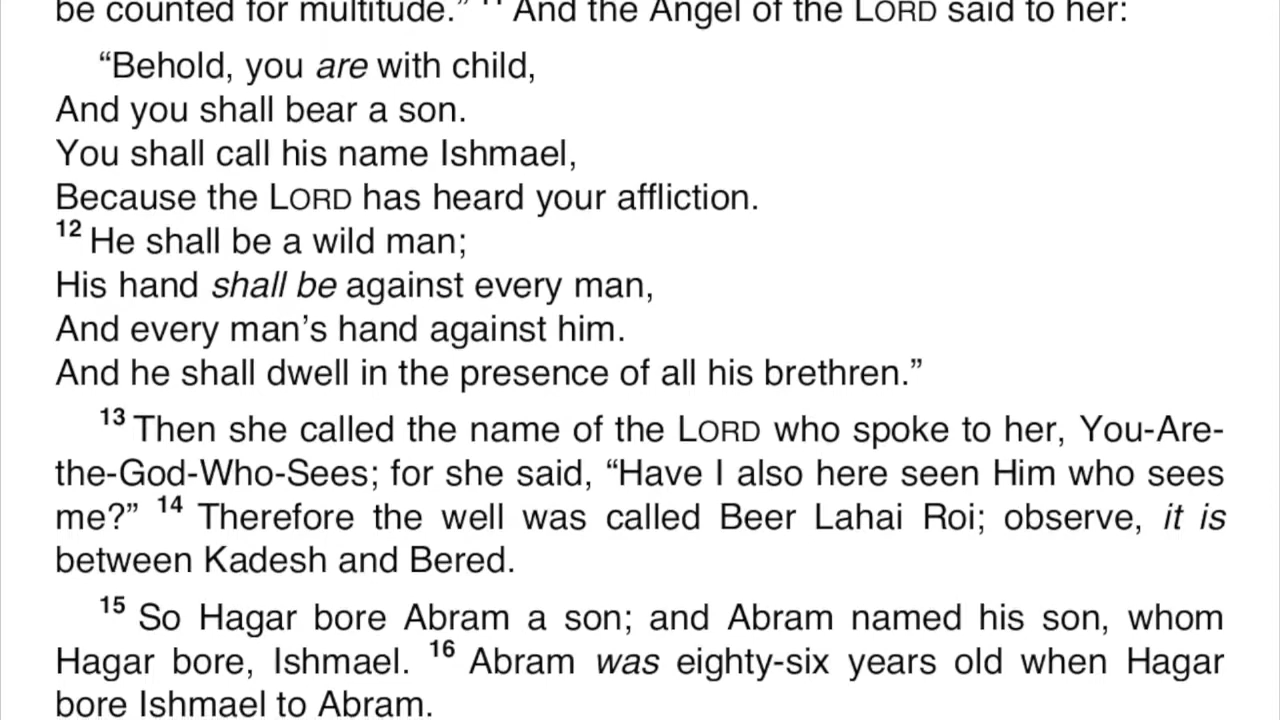 be counted for multitude.” 11 And the Angel of the LORD said to her:
“Behold, you are with child,
And you shall bear a son.
You shall call his name Ishmael,
Because the LORD has heard your affliction.
12 He shall be a wild man;
His hand shall be against every man,
And every man’s hand against him.
And he shall dwell in the presence of all his brethren.”
13 Then she called the name of the LORD who spoke to her, You-Are-
the-God-Who-Sees; for she said, “Have I also here seen Him who sees
me?” 14 Therefore the well was called Beer Lahai Roi; observe, it is
between Kadesh and Bered.
15 So Hagar bore Abram a son; and Abram named his son, whom
Hagar bore, Ishmael. 16 Abram was eighty-six years old when Hagar
bore Ishmael to Abram.